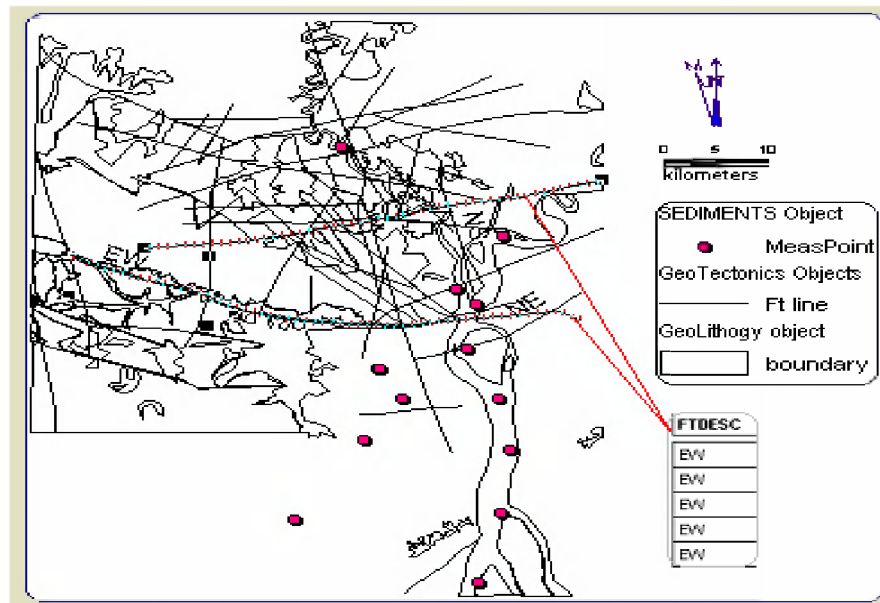 0 5 10
kilometers
SEDIMENTS Object
MeasPoint
GeoTectonics Objects
Ft line
GeoLithogy object
boundary
FTDESC
EW
EW
EW
EW
EW